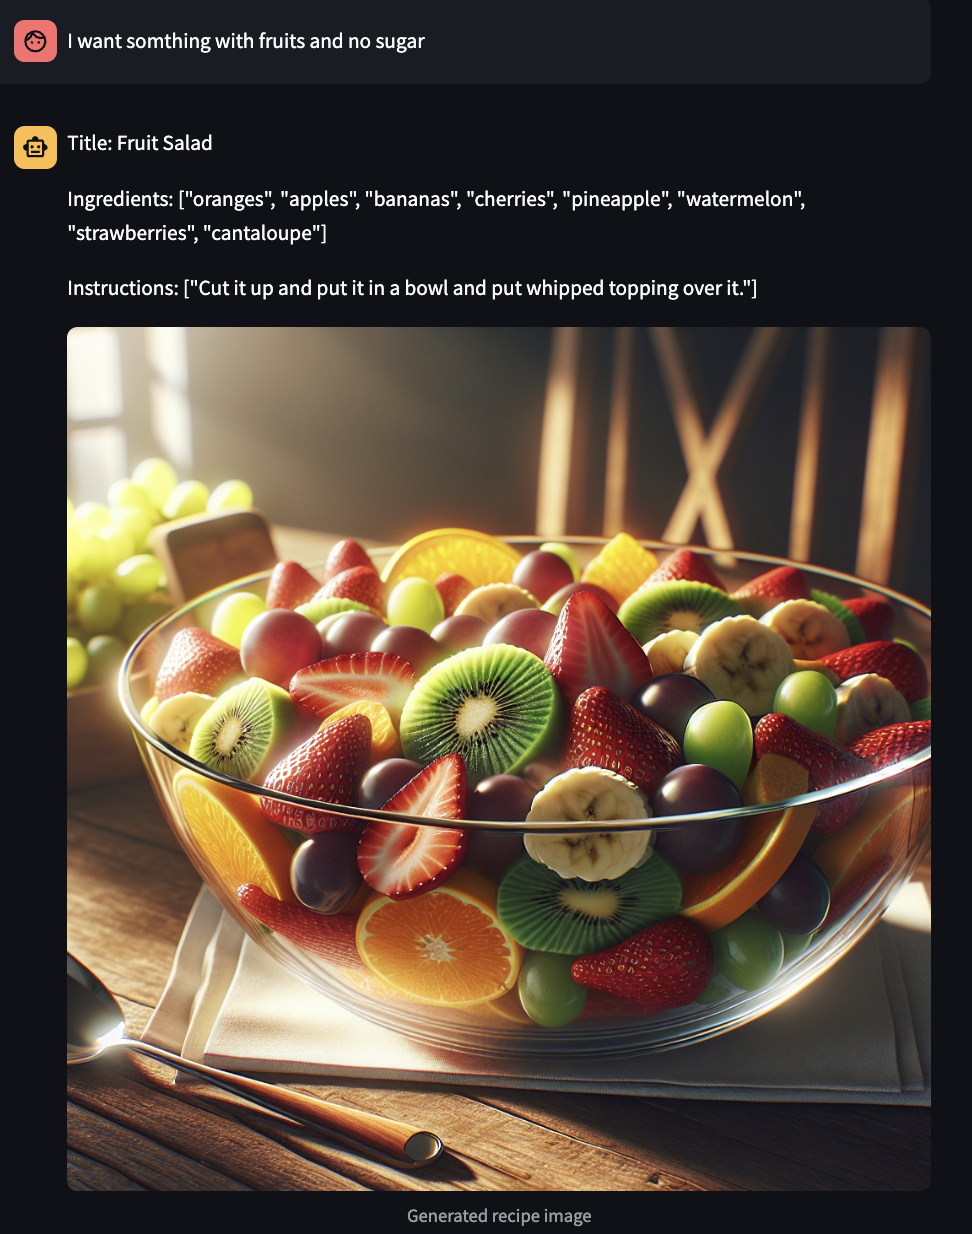 I want somthing with fruits and no sugar
Title: Fruit Salad
Ingredients: ["oranges", "apples", "bananas", "cherries", "pineapple", "watermelon",
"strawberries", "cantaloupe"]
Instructions: ["Cut it up and put it in a bowl and put whipped topping over it."]
Generated recipe image